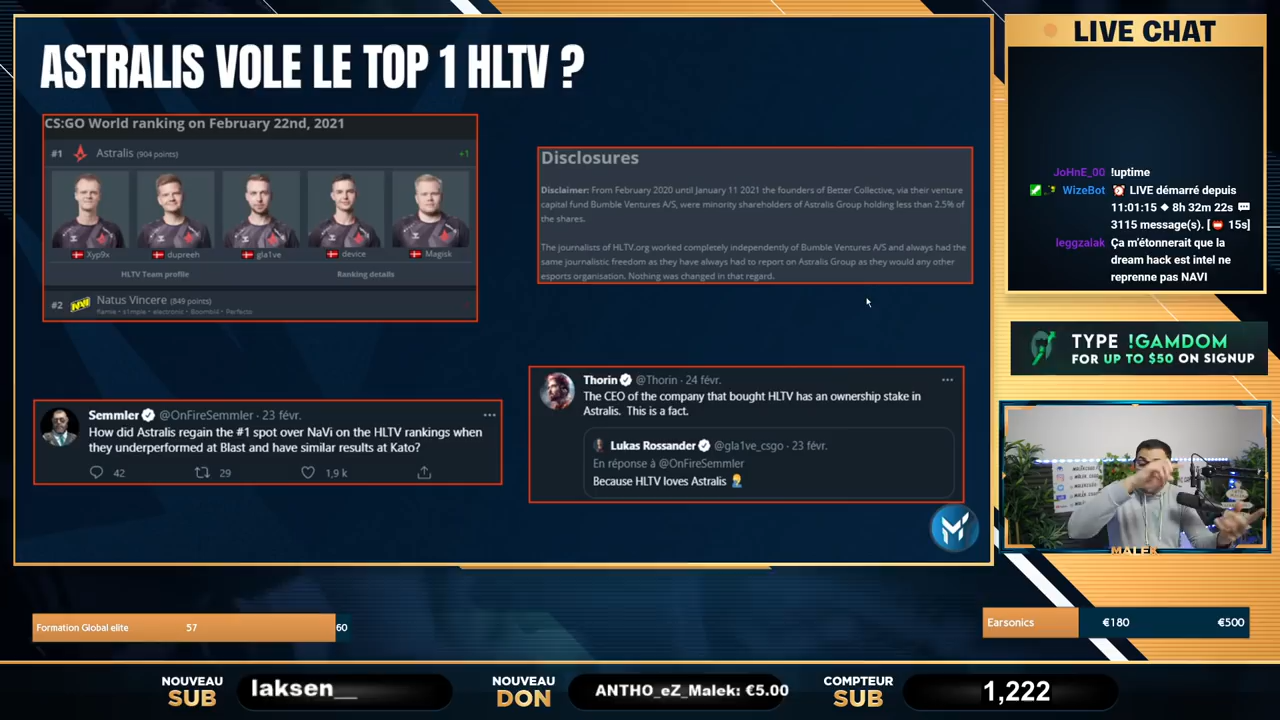 ASTRALIS VOLE LE TOP 1 HLTV ?
CS:GO World ranking on February 22nd, 2021
#1 Astralis (904 points) +1
Xyp9x dupreeh gla1ve device Magisk
HLTV Team profile Ranking details
#2 Natus Vincere (849 points)
flamie • s1mple • electronic • Boombl4 • Perfecto
Disclosures
Disclaimer: From February 2020 until January 11 2021 the founders of Better Collective, via their venture
capital fund Bumble Ventures A/S, were minority shareholders of Astralis Group holding less than 2.5% of
the shares.
The journalists of HLTV.org worked completely independently of Bumble Ventures A/S and always had the
same journalistic freedom as they have always had to report on Astralis Group as they would any other
esports organisation. Nothing was changed in that regard.
Semmler @OnFireSemmler · 23 févr.
How did Astralis regain the #1 spot over NaVi on the HLTV rankings when
they underperformed at Blast and have similar results at Kato?
42 29 1,9 k
Thorin @Thorin · 24 févr.
The CEO of the company that bought HLTV has an ownership stake in
Astralis. This is a fact.
Lukas Rossander @gla1ve_csgo · 23 févr.
En réponse à @OnFireSemmler
Because HLTV loves Astralis 🤦‍♂️
LIVE CHAT
JoHnE_00 !uptime
WizeBot ⏰ LIVE démarré depuis
11:01:15 ◆ 8h 32m 22s 💬
3115 message(s). [ 15s]
leggzalak Ça m'étonnerait que la
dream hack est intel ne
reprenne pas NAVI
TYPE !GAMDOM
FOR UP TO $50 ON SIGNUP
MALEK
Formation Global elite 57 60
Earsonics €180 €500
NOUVEAU
SUB
laksen__
NOUVEAU
DON
ANTHO_eZ_Malek: €5.00
COMPTEUR
SUB
1,222